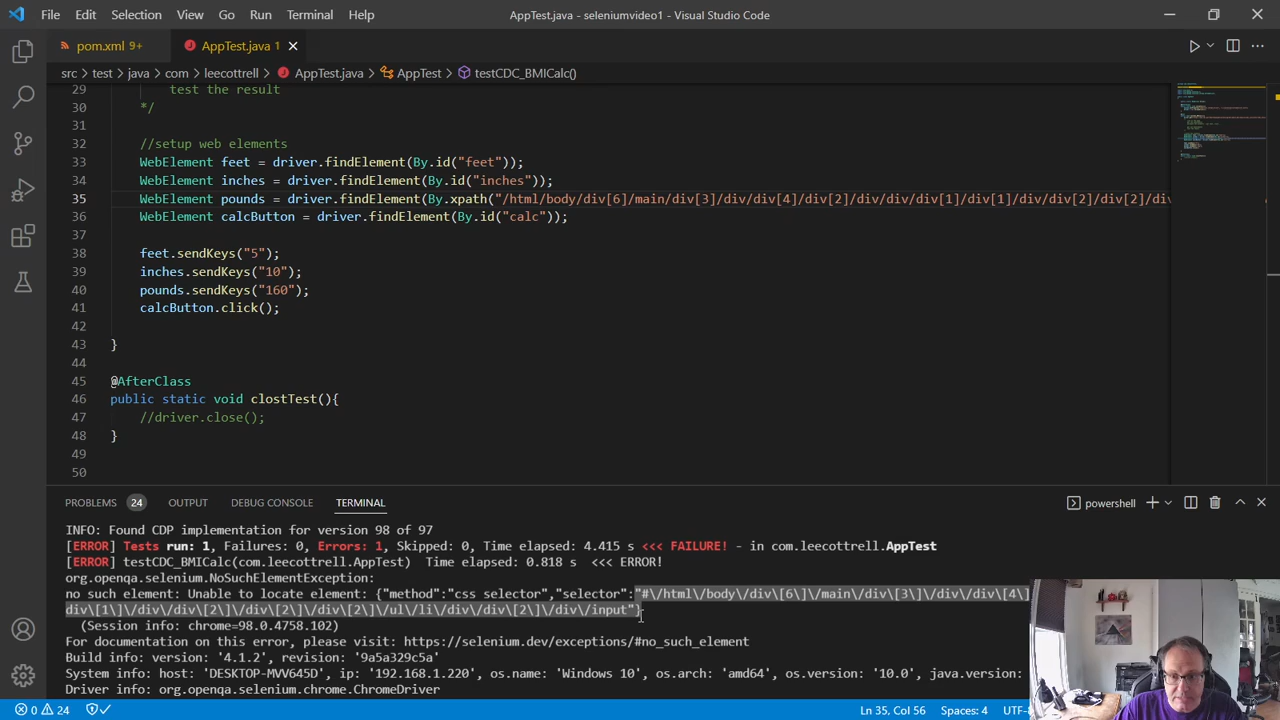 File Edit Selection View Go Run Terminal Help AppTest.java - seleniumvideo1 - Visual Studio Code
pom.xml 9+ AppTest.java 1
src > test > java > com > leecottrell > AppTest.java > AppTest > testCDC_BMICalc()
29 test the result
30 */
31
32 //setup web elements
33 WebElement feet = driver.findElement(By.id("feet"));
34 WebElement inches = driver.findElement(By.id("inches"));
35 WebElement pounds = driver.findElement(By.xpath("/html/body/div[6]/main/div[3]/div/div[4]/div[2]/div/div/div[1]/div[1]/div/div[2]/div[2]/div
36 WebElement calcButton = driver.findElement(By.id("calc"));
37
38 feet.sendKeys("5");
39 inches.sendKeys("10");
40 pounds.sendKeys("160");
41 calcButton.click();
42
43 }
44
45 @AfterClass
46 public static void clostTest(){
47 //driver.close();
48 }
49
50
PROBLEMS 24 OUTPUT DEBUG CONSOLE TERMINAL powershell
INFO: Found CDP implementation for version 98 of 97
[ERROR] Tests run: 1, Failures: 0, Errors: 1, Skipped: 0, Time elapsed: 4.415 s <<< FAILURE! - in com.leecottrell.AppTest
[ERROR] testCDC_BMICalc(com.leecottrell.AppTest) Time elapsed: 0.818 s <<< ERROR!
org.openqa.selenium.NoSuchElementException:
no such element: Unable to locate element: {"method":"css selector","selector":"#\/html\/body\/div\[6\]\/main\/div\[3\]\/div\/div\[4\]
div\[1\]\/div\/div\[2\]\/div\[2\]\/div\[2\]\/ul\/li\/div\/div\[2\]\/div\/input"}
(Session info: chrome=98.0.4758.102)
For documentation on this error, please visit: https://selenium.dev/exceptions/#no_such_element
Build info: version: '4.1.2', revision: '9a5a329c5a'
System info: host: 'DESKTOP-MVV645D', ip: '192.168.1.220', os.name: 'Windows 10', os.arch: 'amd64', os.version: '10.0', java.version:
Driver info: org.openqa.selenium.chrome.ChromeDriver
0 24 Ln 35, Col 56 Spaces: 4 UTF-8